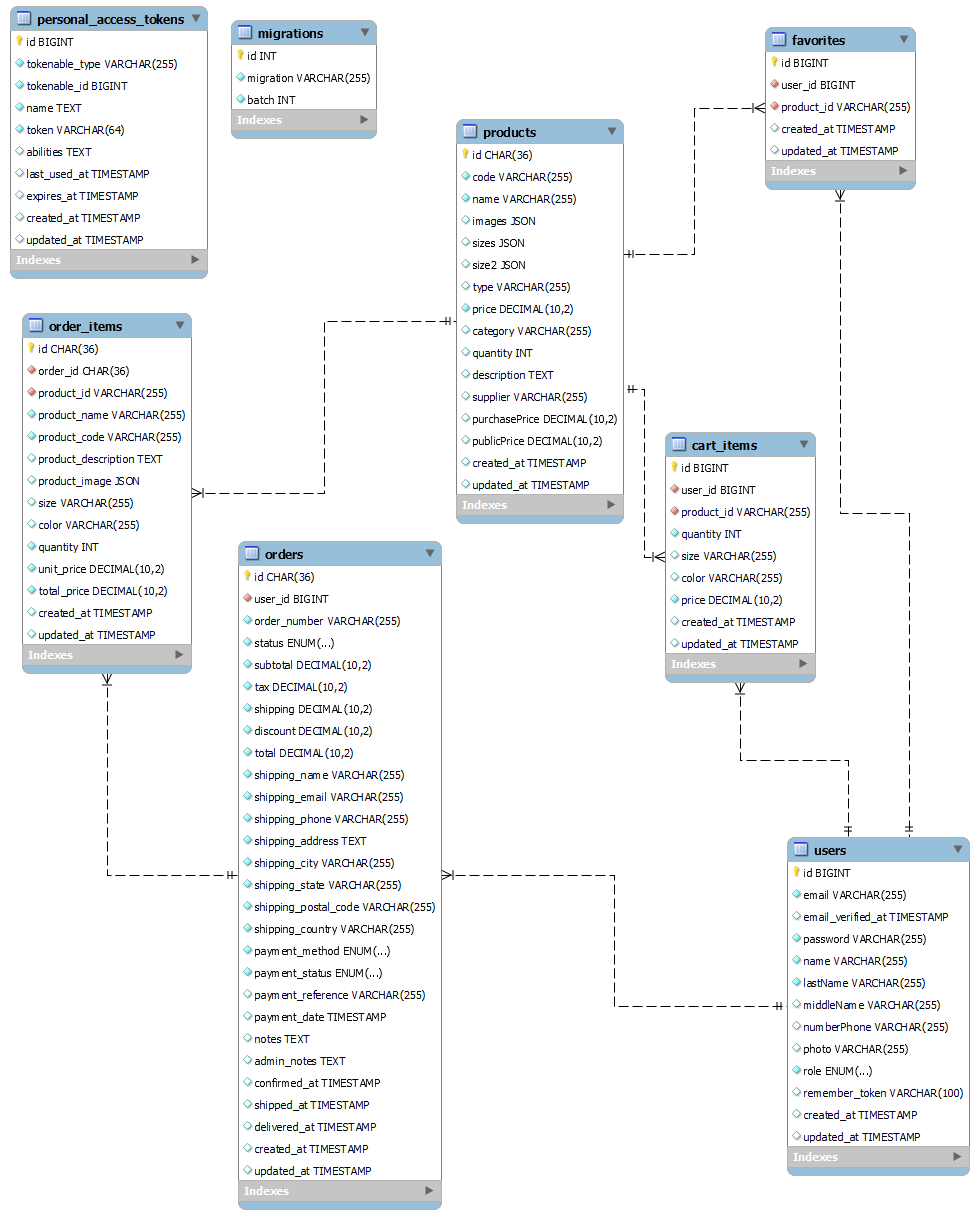 personal_access_tokens
id BIGINT
tokenable_type VARCHAR(255)
tokenable_id BIGINT
name TEXT
token VARCHAR(64)
abilities TEXT
last_used_at TIMESTAMP
expires_at TIMESTAMP
created_at TIMESTAMP
updated_at TIMESTAMP
Indexes
migrations
id INT
migration VARCHAR(255)
batch INT
Indexes
favorites
id BIGINT
user_id BIGINT
product_id VARCHAR(255)
created_at TIMESTAMP
updated_at TIMESTAMP
Indexes
products
id CHAR(36)
code VARCHAR(255)
name VARCHAR(255)
images JSON
sizes JSON
size2 JSON
type VARCHAR(255)
price DECIMAL(10,2)
category VARCHAR(255)
quantity INT
description TEXT
supplier VARCHAR(255)
purchasePrice DECIMAL(10,2)
publicPrice DECIMAL(10,2)
created_at TIMESTAMP
updated_at TIMESTAMP
Indexes
order_items
id CHAR(36)
order_id CHAR(36)
product_id VARCHAR(255)
product_name VARCHAR(255)
product_code VARCHAR(255)
product_description TEXT
product_image JSON
size VARCHAR(255)
color VARCHAR(255)
quantity INT
unit_price DECIMAL(10,2)
total_price DECIMAL(10,2)
created_at TIMESTAMP
updated_at TIMESTAMP
Indexes
cart_items
id BIGINT
user_id BIGINT
product_id VARCHAR(255)
quantity INT
size VARCHAR(255)
color VARCHAR(255)
price DECIMAL(10,2)
created_at TIMESTAMP
updated_at TIMESTAMP
Indexes
orders
id CHAR(36)
user_id BIGINT
order_number VARCHAR(255)
status ENUM(...)
subtotal DECIMAL(10,2)
tax DECIMAL(10,2)
shipping DECIMAL(10,2)
discount DECIMAL(10,2)
total DECIMAL(10,2)
shipping_name VARCHAR(255)
shipping_email VARCHAR(255)
shipping_phone VARCHAR(255)
shipping_address TEXT
shipping_city VARCHAR(255)
shipping_state VARCHAR(255)
shipping_postal_code VARCHAR(255)
shipping_country VARCHAR(255)
payment_method ENUM(...)
payment_status ENUM(...)
payment_reference VARCHAR(255)
payment_date TIMESTAMP
notes TEXT
admin_notes TEXT
confirmed_at TIMESTAMP
shipped_at TIMESTAMP
delivered_at TIMESTAMP
created_at TIMESTAMP
updated_at TIMESTAMP
Indexes
users
id BIGINT
email VARCHAR(255)
email_verified_at TIMESTAMP
password VARCHAR(255)
name VARCHAR(255)
lastName VARCHAR(255)
middleName VARCHAR(255)
numberPhone VARCHAR(255)
photo VARCHAR(255)
role ENUM(...)
remember_token VARCHAR(100)
created_at TIMESTAMP
updated_at TIMESTAMP
Indexes